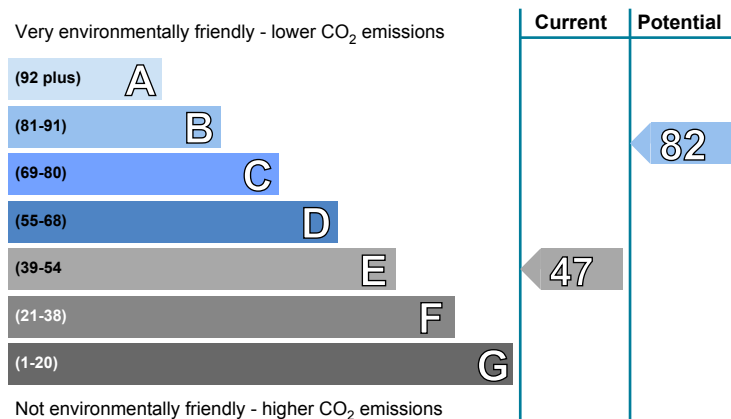 Current Potential
Very environmentally friendly - lower CO2 emissions
(92 plus) A
(81-91) B
82
(69-80) C
(55-68) D
(39-54 E 47
(21-38) F
(1-20) G
Not environmentally friendly - higher CO2 emissions